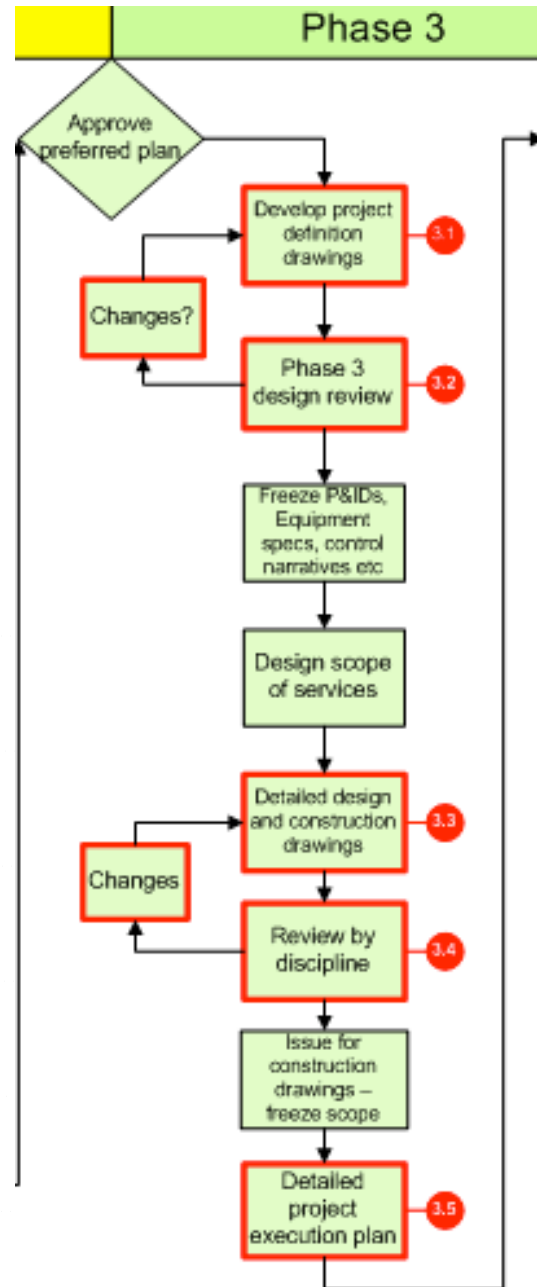 Phase 3
Approve
preferred plan
Develop project
definition
drawings
3.1
Changes?
Phase 3
design review
3.2
Freeze P&IDs,
Equipment
specs, control
narratives etc
Design scope
of services
Detailed design
and construction
drawings
3.3
Changes
Review by
discipline
3.4
Issue for
construction
drawings –
freeze scope
Detailed
project
execution plan
3.5